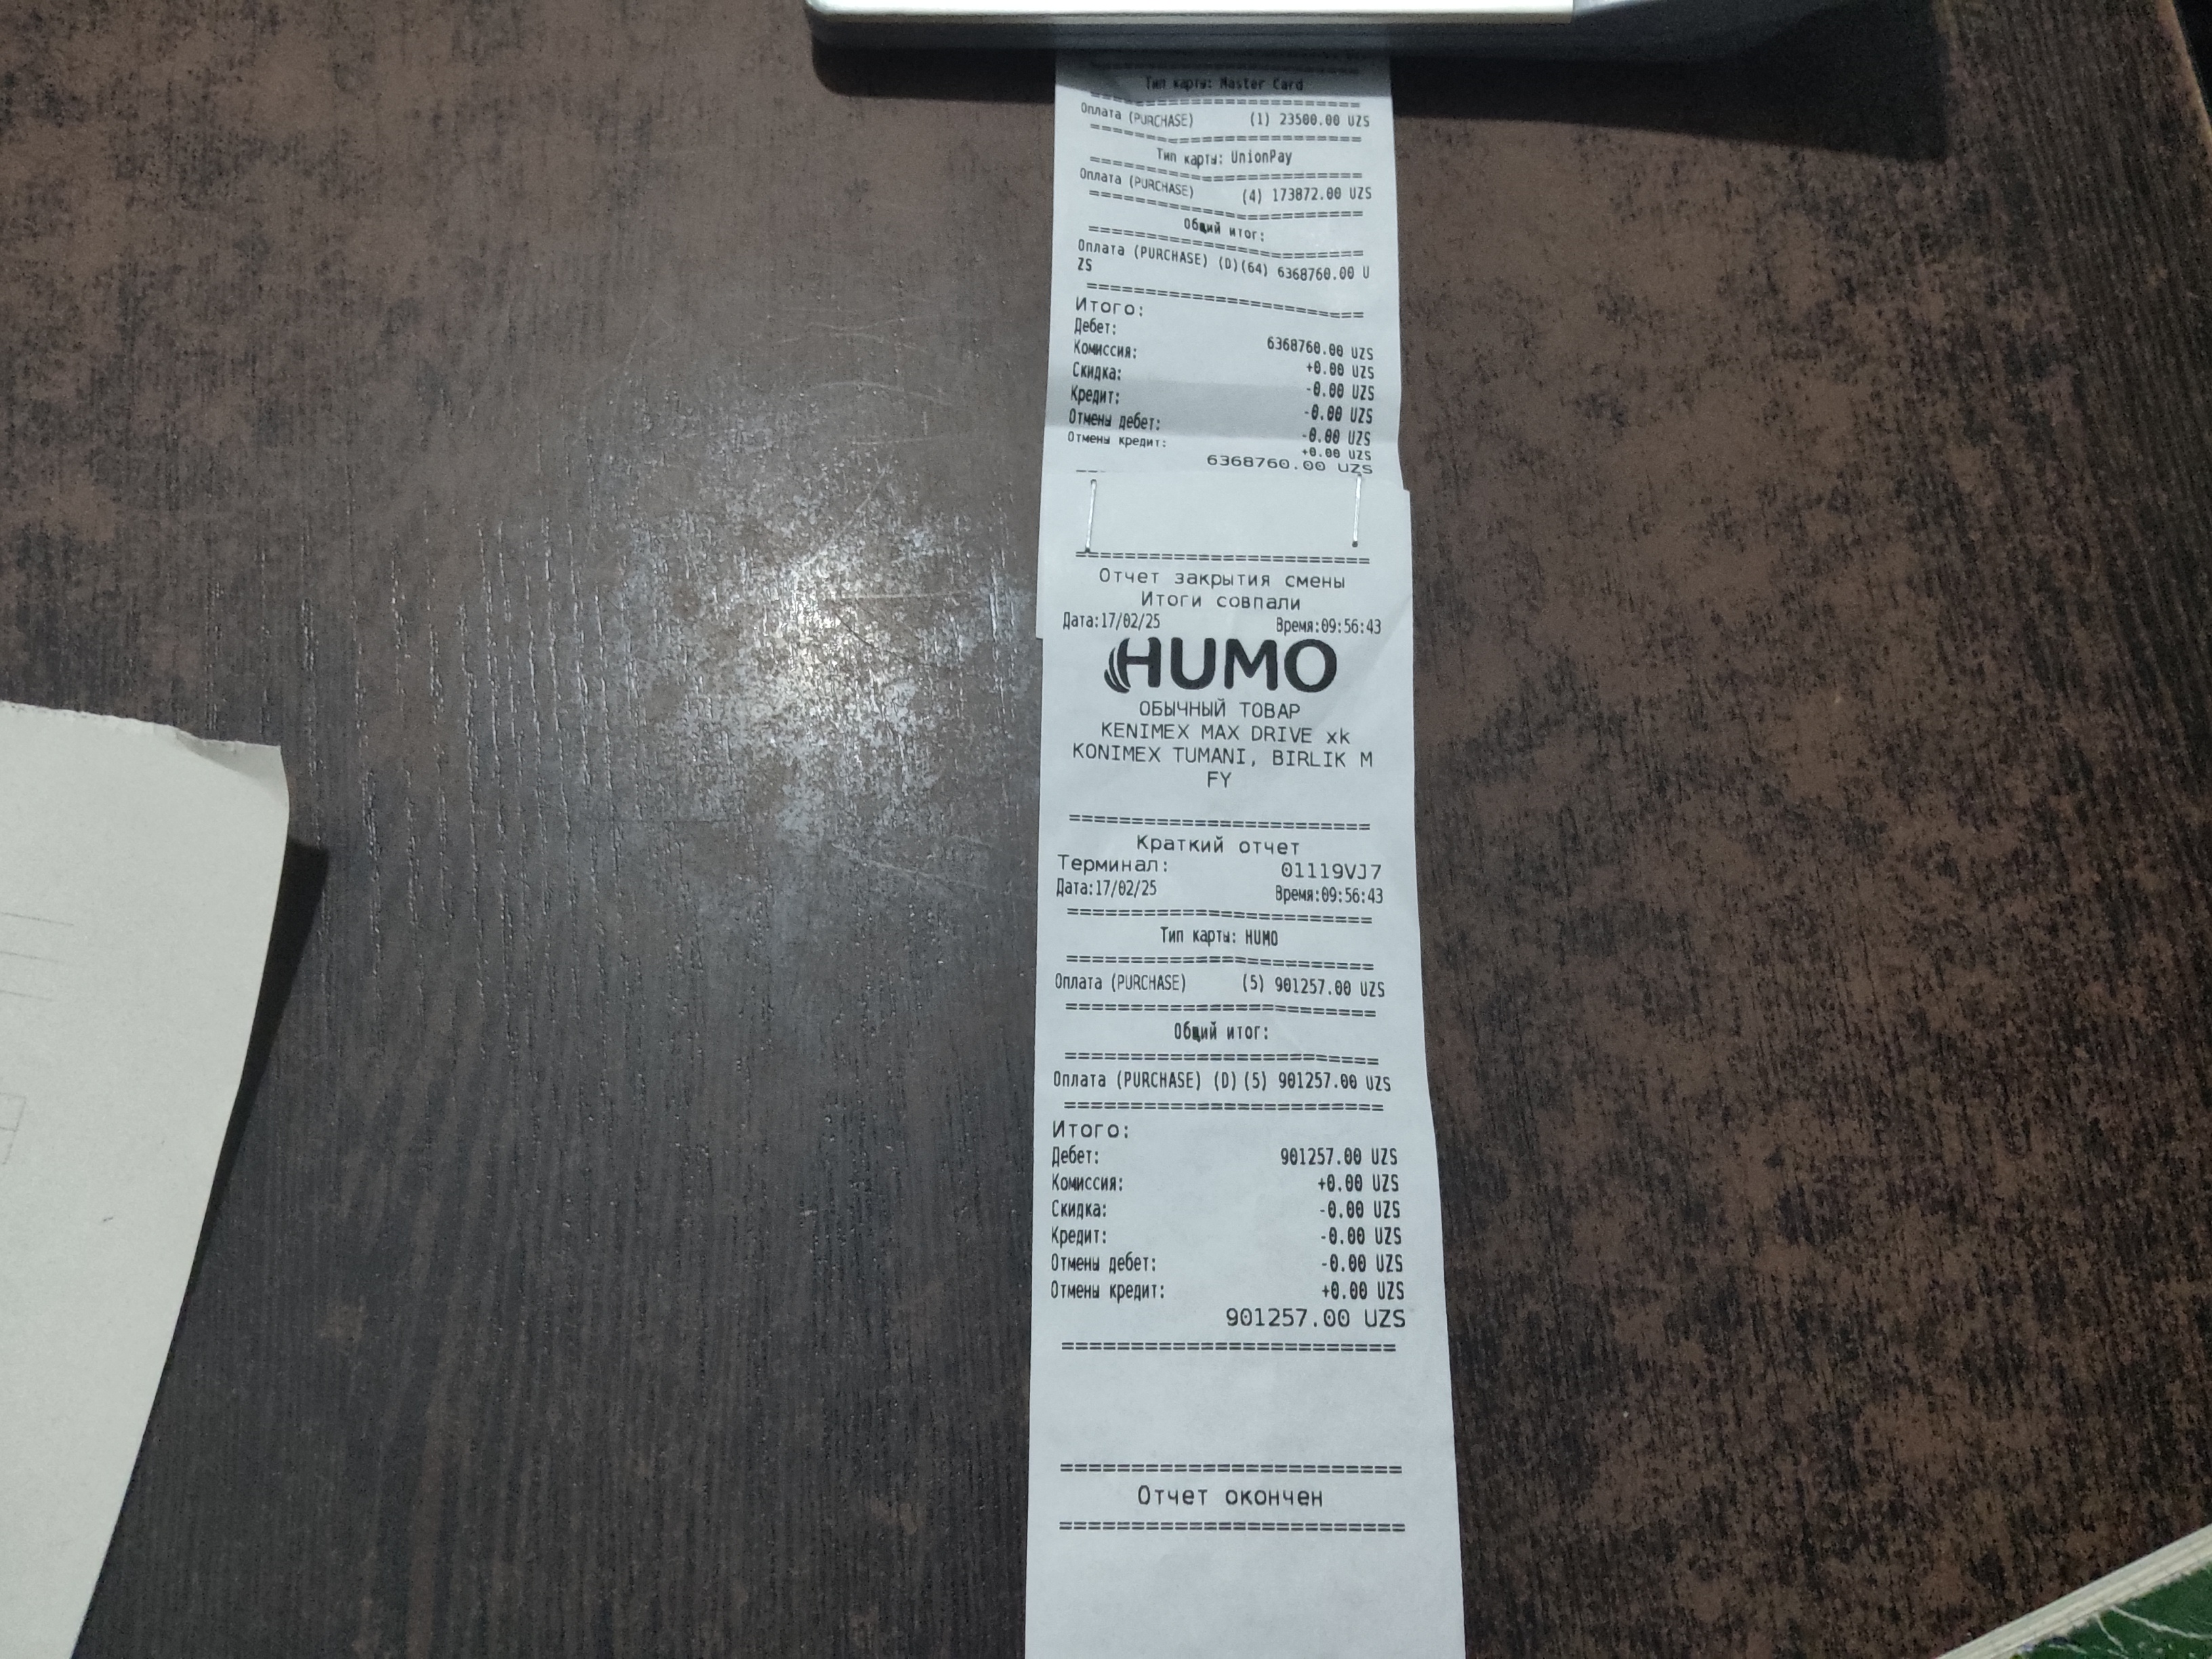 Тип карты: Master Card
Оплата (PURCHASE) (1) 23500.00 UZS
Тип карты: UnionPay
Оплата (PURCHASE) (4) 173872.00 UZS
Общий итог:
Оплата (PURCHASE) (D)(64) 6368760.00 U
ZS
Итого:
Дебет: 6368760.00 UZS
Комиссия: +0.00 UZS
Скидка: -0.00 UZS
Кредит: -0.00 UZS
Отмены дебет: -0.00 UZS
Отмены кредит: +0.00 UZS
6368760.00 UZS
Отчет закрытия смены
Итоги совпали
Дата:17/02/25 Время:09:56:43
HUMO
ОБЫЧНЫЙ ТОВАР
KENIMEX MAX DRIVE xk
KONIMEX TUMANI, BIRLIK M
FY
========================
Краткий отчет
Терминал: 01119VJ7
Дата:17/02/25 Время:09:56:43
========================
Тип карты: HUMO
========================
Оплата (PURCHASE) (5) 901257.00 UZS
========================
Общий итог:
========================
Оплата (PURCHASE) (D)(5) 901257.00 UZS
========================
Итого:
Дебет: 901257.00 UZS
Комиссия: +0.00 UZS
Скидка: -0.00 UZS
Кредит: -0.00 UZS
Отмены дебет: -0.00 UZS
Отмены кредит: +0.00 UZS
901257.00 UZS
========================
========================
Отчет окончен
========================